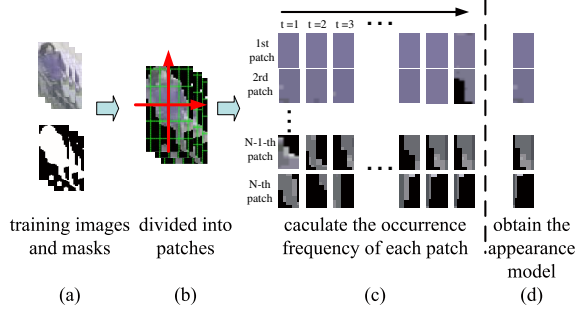 t =1 t =2 t =3
1st
patch
2rd
patch
N-1-th
patch
N-th
patch
training images
and masks
divided into
patches
caculate the occurrence
frequency of each patch
obtain the
appearance
model
(a)
(b)
(c)
(d)